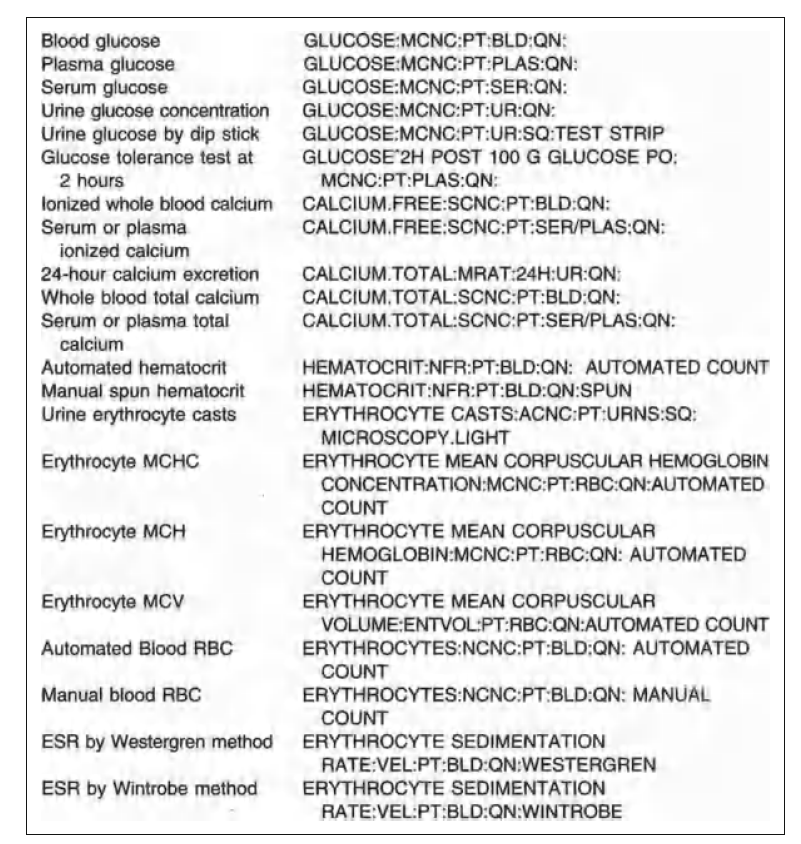 Blood glucose GLUCOSE:MCNC:PT:BLD:QN:
Plasma glucose GLUCOSE:MCNC:PT:PLAS:QN:
Serum glucose GLUCOSE:MCNC:PT:SER:QN:
Urine glucose concentration GLUCOSE:MCNC:PT:UR:QN:
Urine glucose by dip stick GLUCOSE:MCNC:PT:UR:SQ:TEST STRIP
Glucose tolerance test at GLUCOSE^2H POST 100 G GLUCOSE PO:
2 hours MCNC:PT:PLAS:QN:
Ionized whole blood calcium CALCIUM.FREE:SCNC:PT:BLD:QN:
Serum or plasma CALCIUM.FREE:SCNC:PT:SER/PLAS:QN:
ionized calcium
24-hour calcium excretion CALCIUM.TOTAL:MRAT:24H:UR:QN:
Whole blood total calcium CALCIUM.TOTAL:SCNC:PT:BLD:QN:
Serum or plasma total CALCIUM.TOTAL:SCNC:PT:SER/PLAS:QN:
calcium
Automated hematocrit HEMATOCRIT:NFR:PT:BLD:QN: AUTOMATED COUNT
Manual spun hematocrit HEMATOCRIT:NFR:PT:BLD:QN:SPUN
Urine erythrocyte casts ERYTHROCYTE CASTS:ACNC:PT:URNS:SQ:
MICROSCOPY.LIGHT
Erythrocyte MCHC ERYTHROCYTE MEAN CORPUSCULAR HEMOGLOBIN
CONCENTRATION:MCNC:PT:RBC:QN:AUTOMATED
COUNT
Erythrocyte MCH ERYTHROCYTE MEAN CORPUSCULAR
HEMOGLOBIN:MCNC:PT:RBC:QN: AUTOMATED
COUNT
Erythrocyte MCV ERYTHROCYTE MEAN CORPUSCULAR
VOLUME:ENTVOL:PT:RBC:QN:AUTOMATED COUNT
Automated Blood RBC ERYTHROCYTES:NCNC:PT:BLD:QN: AUTOMATED
COUNT
Manual blood RBC ERYTHROCYTES:NCNC:PT:BLD:QN: MANUAL
COUNT
ESR by Westergren method ERYTHROCYTE SEDIMENTATION
RATE:VEL:PT:BLD:QN:WESTERGREN
ESR by Wintrobe method ERYTHROCYTE SEDIMENTATION
RATE:VEL:PT:BLD:QN:WINTROBE